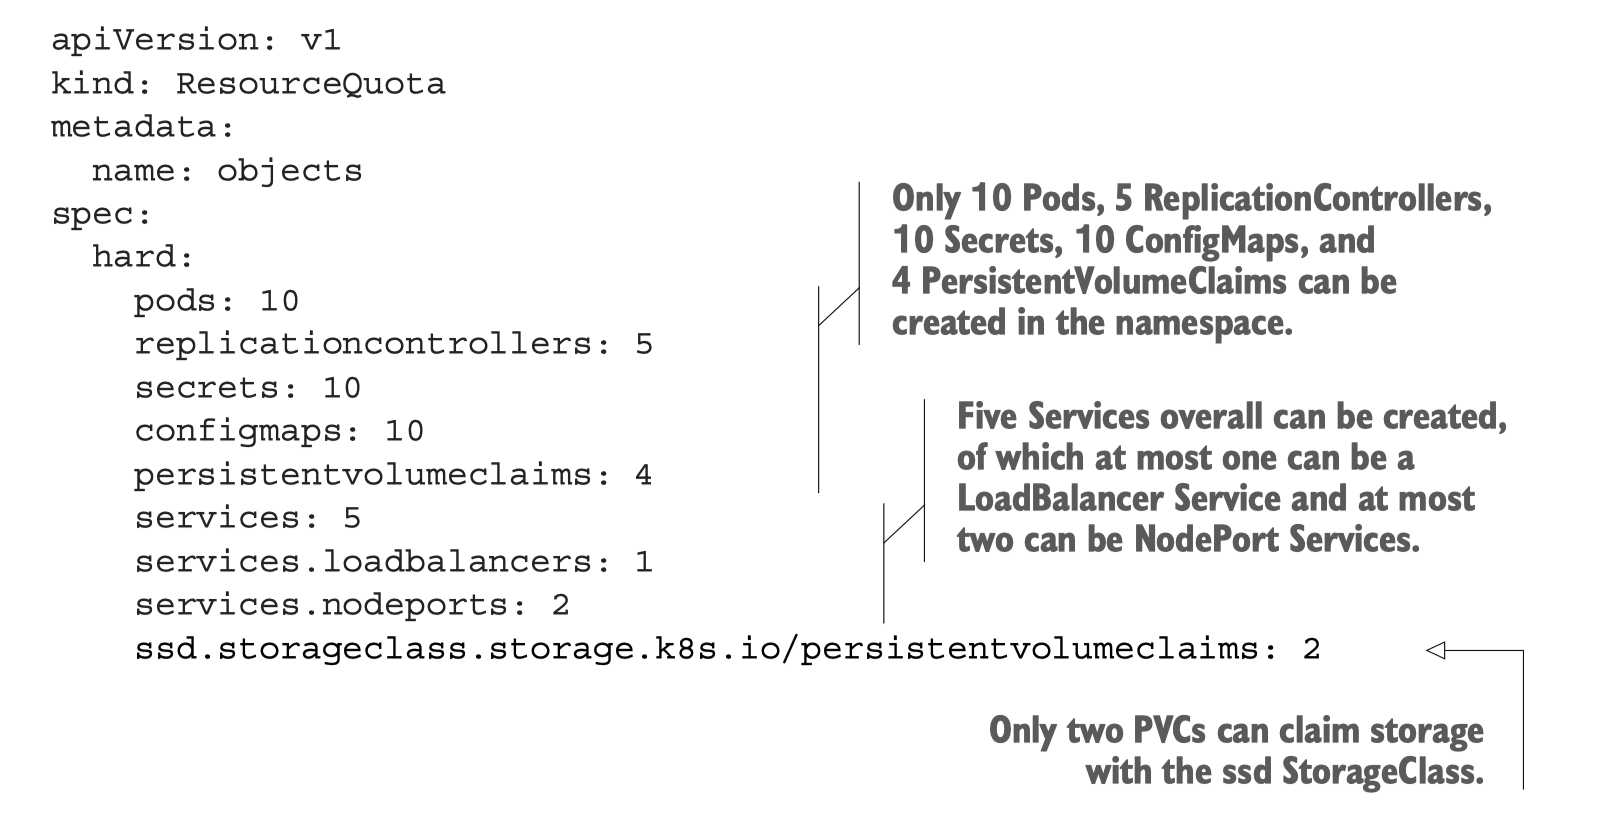 apiVersion: v1
kind: ResourceQuota
metadata:
  name: objects
spec:
  hard:
    pods: 10
    replicationcontrollers: 5
    secrets: 10
    configmaps: 10
    persistentvolumeclaims: 4
    services: 5
    services.loadbalancers: 1
    services.nodeports: 2
    ssd.storageclass.storage.k8s.io/persistentvolumeclaims: 2
Only 10 Pods, 5 ReplicationControllers,
10 Secrets, 10 ConfigMaps, and
4 PersistentVolumeClaims can be
created in the namespace.
Five Services overall can be created,
of which at most one can be a
LoadBalancer Service and at most
two can be NodePort Services.
Only two PVCs can claim storage
with the ssd StorageClass.